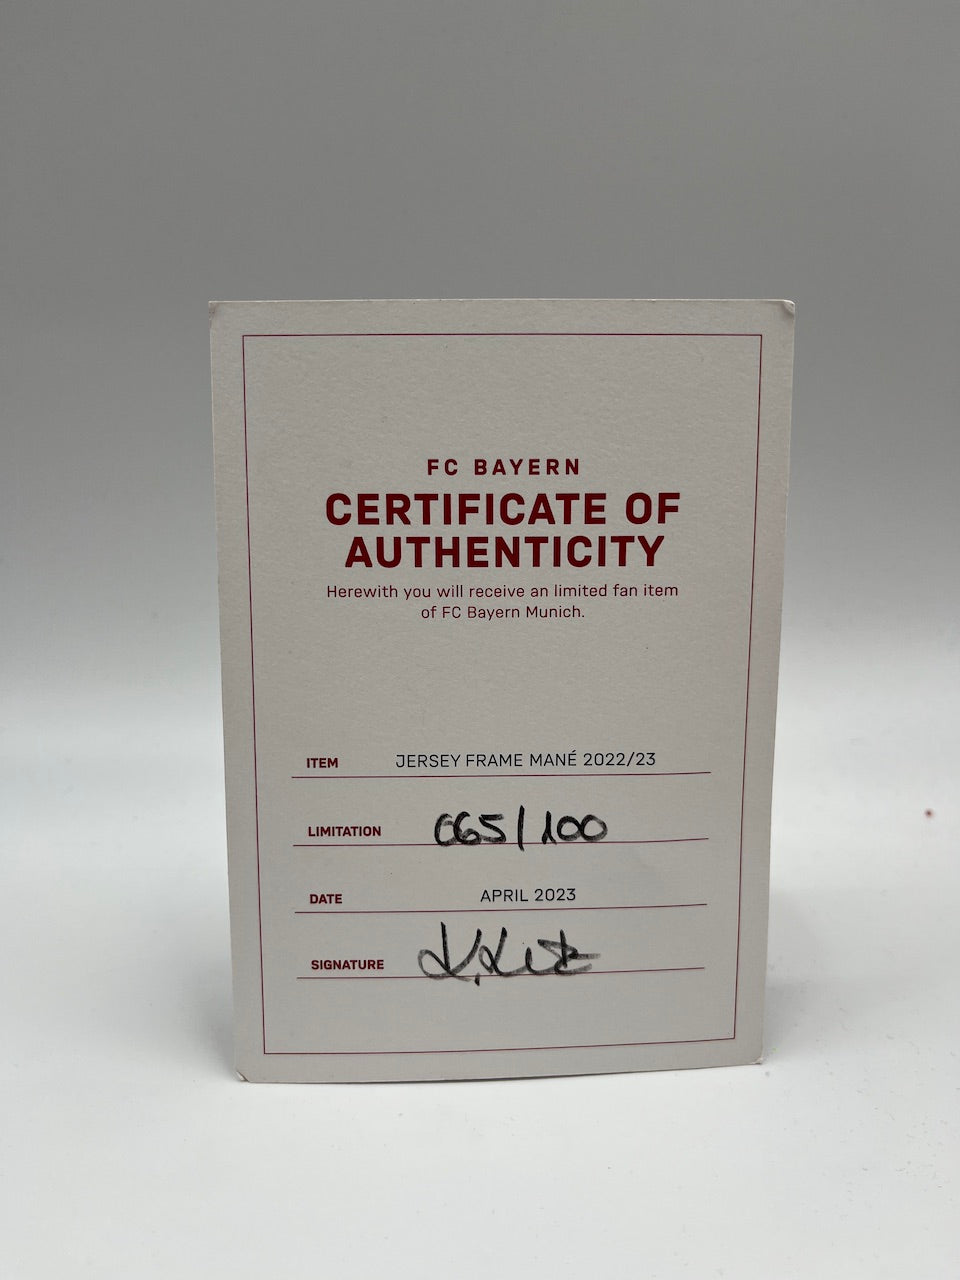 FC BAYERN
CERTIFICATE OF
AUTHENTICITY
Herewith you will receive an limited fan item
of FC Bayern Munich.
ITEM JERSEY FRAME MANÉ 2022/23
LIMITATION 065/100
DATE APRIL 2023
SIGNATURE